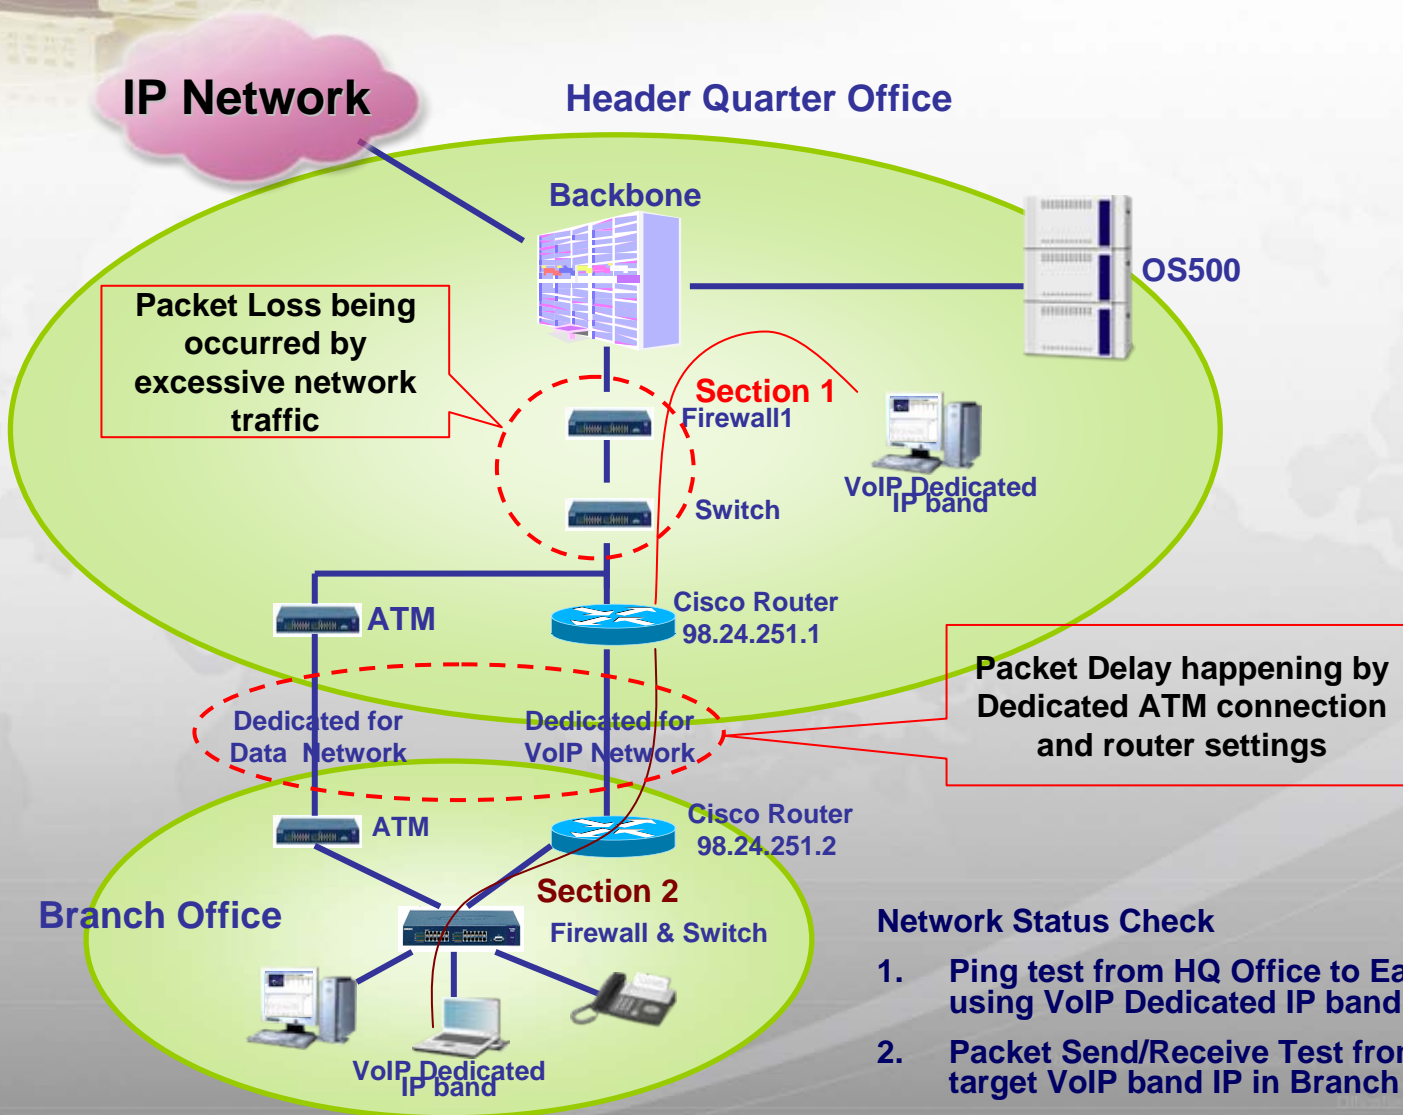 IP Network
Header Quarter Office
Backbone
OS500
Packet Loss being
occurred by
excessive network
traffic
Section 1
Firewall1
VoIP Dedicated
IP band
Switch
ATM
Cisco Router
98.24.251.1
Packet Delay happening by
Dedicated ATM connection
and router settings
Dedicated for
Data Network
Dedicated for
VoIP Network
ATM
Cisco Router
98.24.251.2
Section 2
Branch Office
Firewall & Switch
VoIP Dedicated
IP band
Network Status Check
1. Ping test from HQ Office to Ea
using VoIP Dedicated IP band
2. Packet Send/Receive Test from
target VoIP band IP in Branch